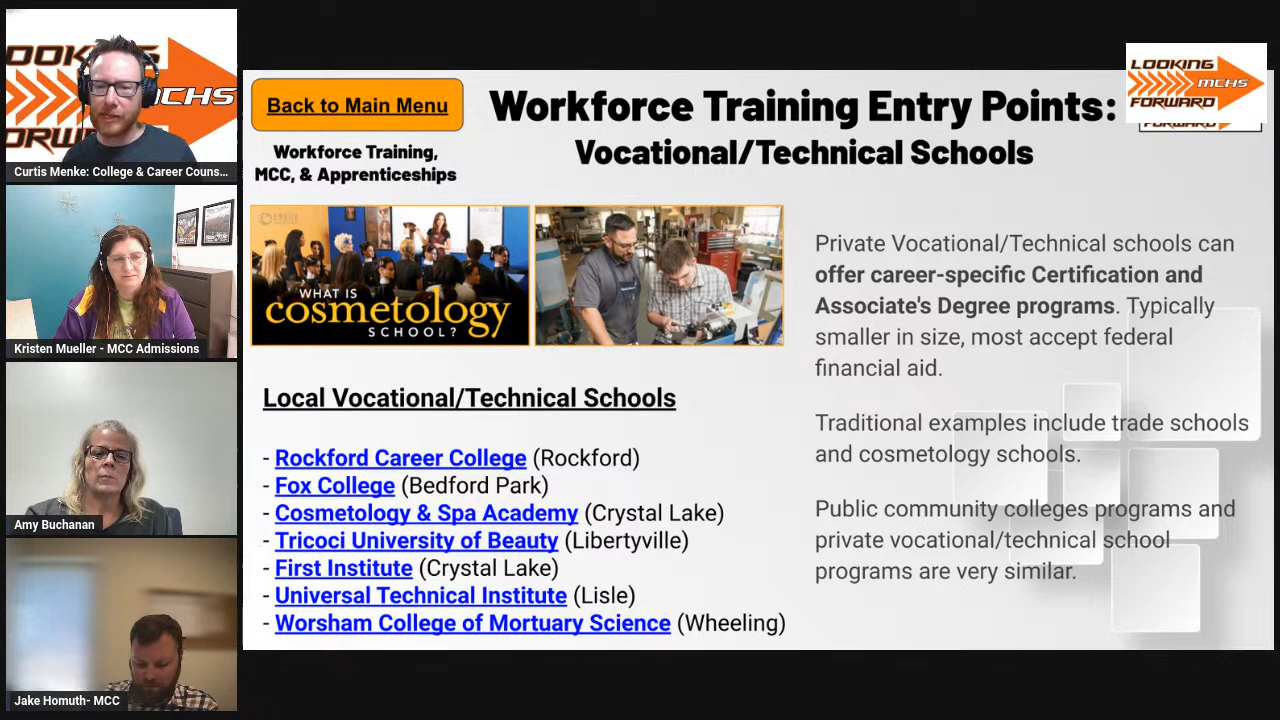 LOOKING
MCHS
FORWARD
Curtis Menke: College & Career Couns...
Kristen Mueller - MCC Admissions
Amy Buchanan
Jake Homuth- MCC
Back to Main Menu
Workforce Training,
MCC, & Apprenticeships
Workforce Training Entry Points:
Vocational/Technical Schools
LOOKING
MCHS
FORWARD
FORWARD
WHAT IS
cosmetology
SCHOOL?
Local Vocational/Technical Schools
- Rockford Career College (Rockford)
- Fox College (Bedford Park)
- Cosmetology & Spa Academy (Crystal Lake)
- Tricoci University of Beauty (Libertyville)
- First Institute (Crystal Lake)
- Universal Technical Institute (Lisle)
- Worsham College of Mortuary Science (Wheeling)
Private Vocational/Technical schools can
offer career-specific Certification and
Associate's Degree programs. Typically
smaller in size, most accept federal
financial aid.
Traditional examples include trade schools
and cosmetology schools.
Public community colleges programs and
private vocational/technical school
programs are very similar.